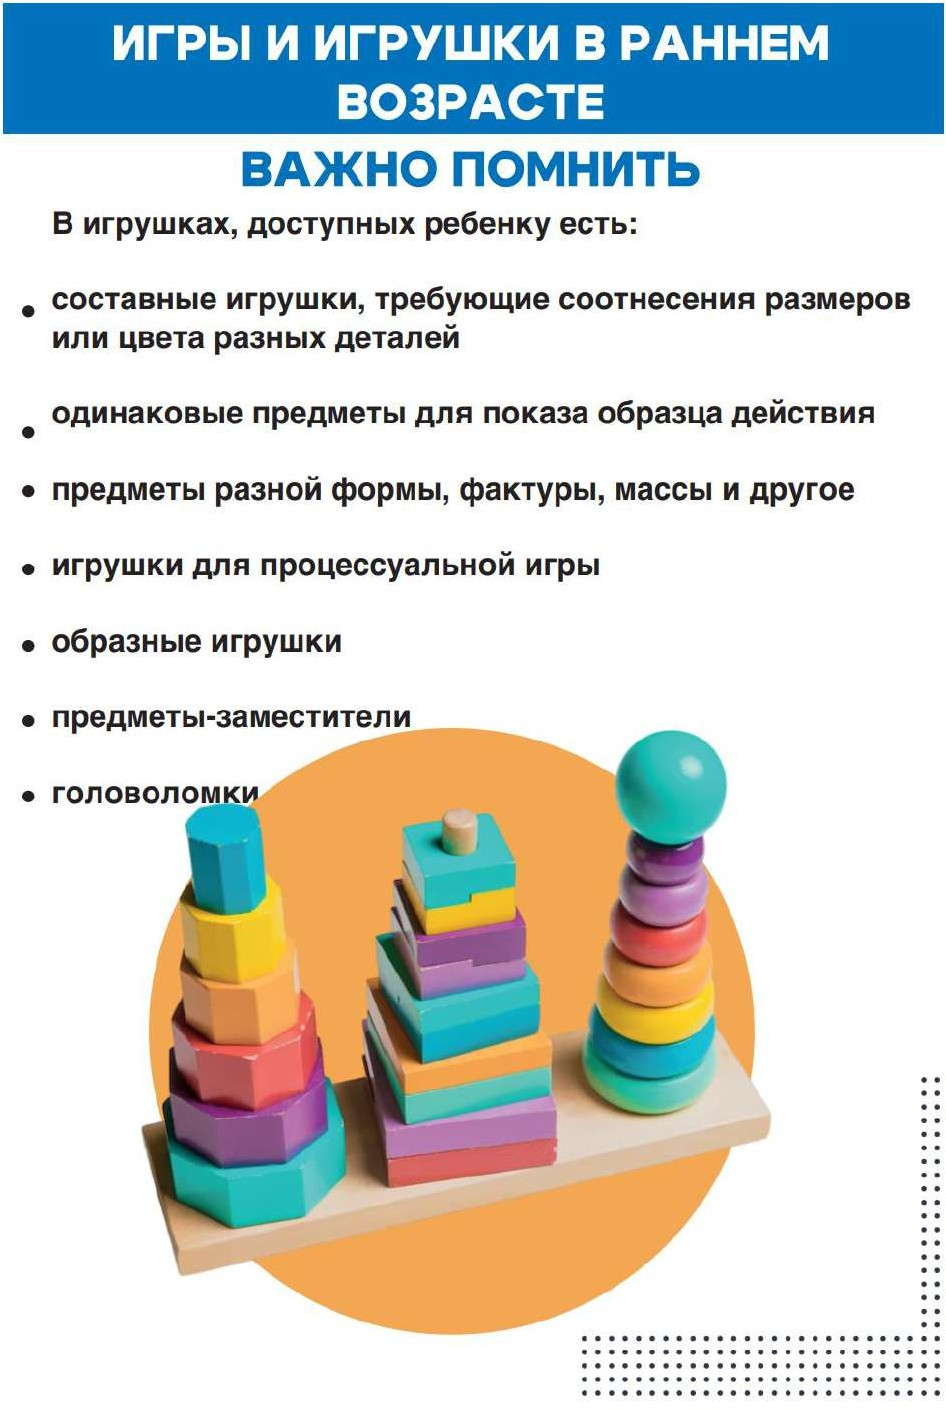 ИГРЫ И ИГРУШКИ В РАННЕМ
ВОЗРАСТЕ
ВАЖНО ПОМНИТЬ
В игрушках, доступных ребенку есть:
• составные игрушки, требующие соотнесения размеров
или цвета разных деталей
• одинаковые предметы для показа образца действия
• предметы разной формы, фактуры, массы и другое
• игрушки для процессуальной игры
• образные игрушки
• предметы-заместители
• головоломки